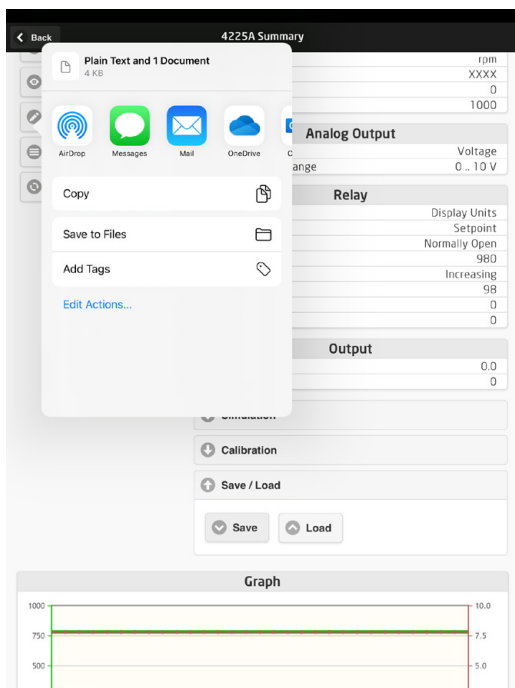 Back
4225A Summary
Plain Text and 1 Document
4 KB
AirDrop
Messages
Mail
OneDrive
Copy
Save to Files
Add Tags
Edit Actions...
rpm
XXXX
0
1000
Analog Output
Voltage
ange
0 .. 10 V
Relay
Display Units
Setpoint
Normally Open
980
Increasing
98
0
0
Output
0.0
0
Simulation
Calibration
Save / Load
Save
Load
Graph
1000
10.0
750
7.5
500
5.0